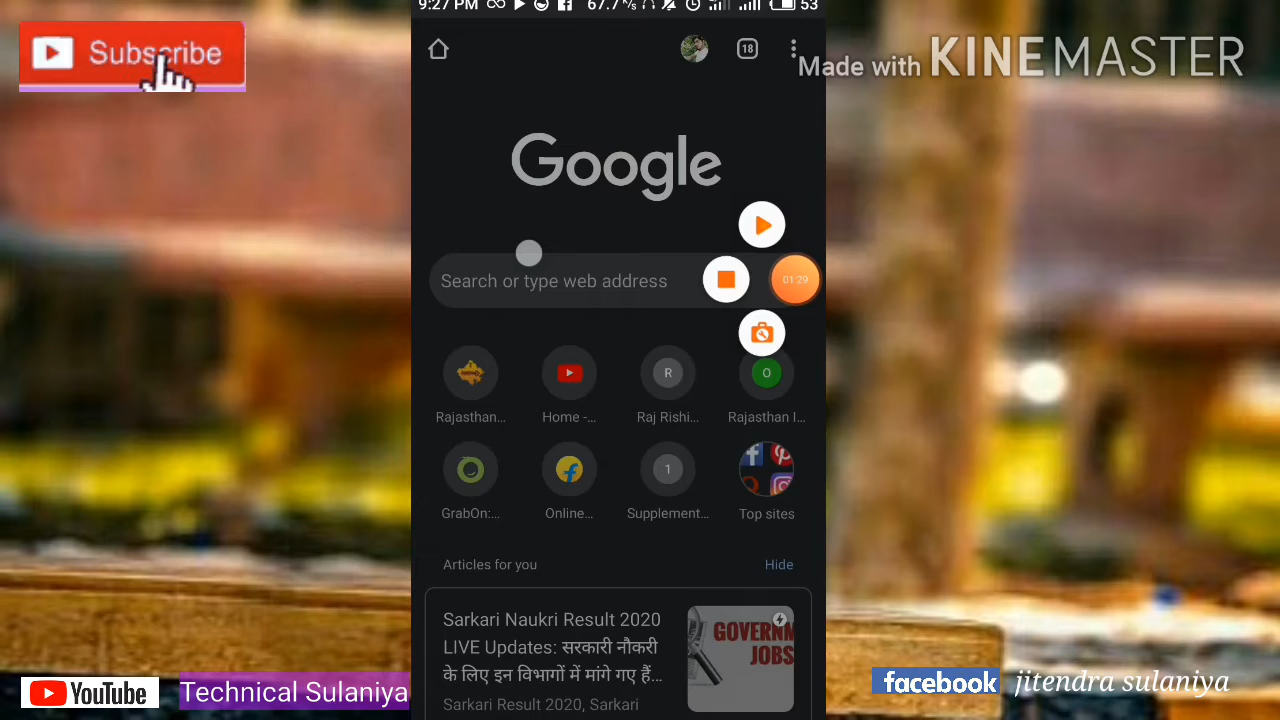 9:27 PM 67.7 53
Subscribe
18
Made with KINEMASTER
Google
Search or type web address
01:29
R
O
Rajasthan...
Home -...
Raj Rishi...
Rajasthan I...
1
GrabOn:...
Online...
Supplement...
Top sites
Articles for you
Hide
Sarkari Naukri Result 2020
LIVE Updates: सरकारी नौकरी
के लिए इन विभागों में मांगे गए हैं...
Sarkari Result 2020, Sarkari
GOVERNM
JOBS
YouTube
Technical Sulaniya
facebook
jitendra sulaniya